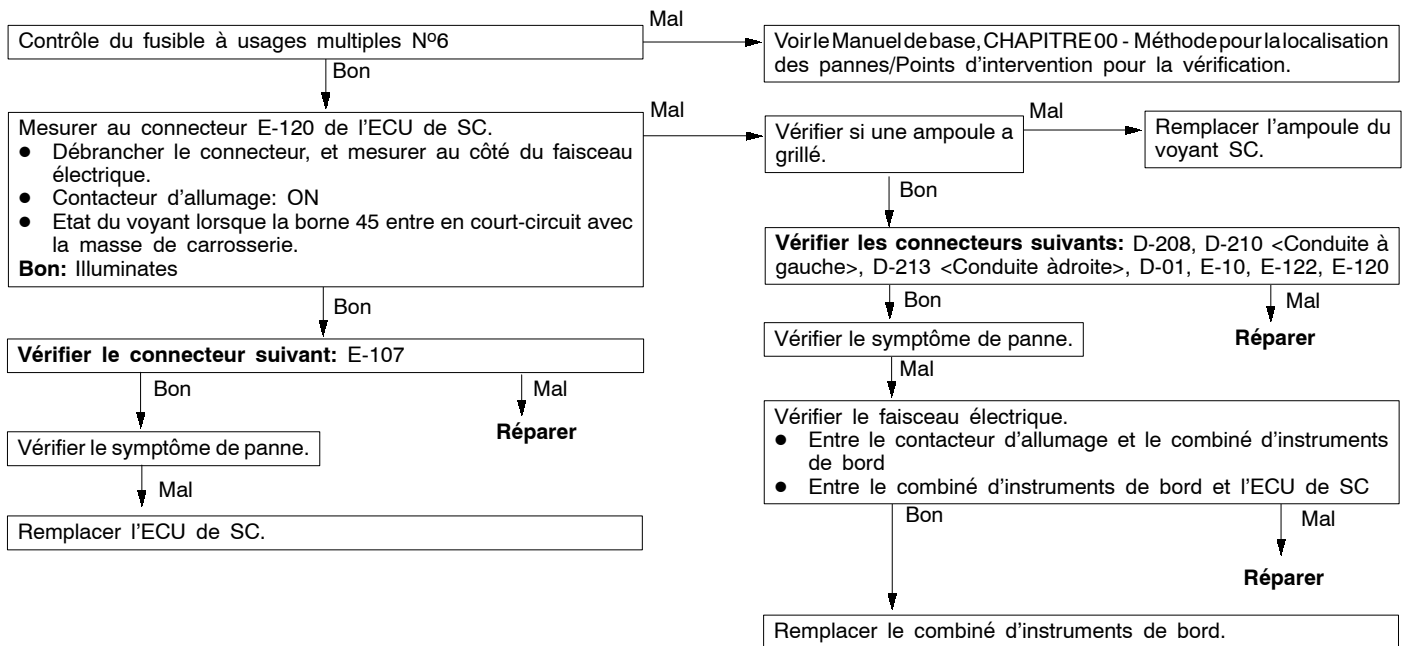 Contrôle du fusible à usages multiples Nº6
Mal
Voir le Manuel de base, CHAPITRE 00 - Méthode pour la localisation
des pannes/Points d'intervention pour la vérification.
Bon
Mesurer au connecteur E-120 de l'ECU de SC.
● Débrancher le connecteur, et mesurer au côté du faisceau
électrique.
● Contacteur d'allumage: ON
● Etat du voyant lorsque la borne 45 entre en court-circuit avec
la masse de carrosserie.
Bon: Illuminates
Mal
Vérifier si une ampoule a
grillé.
Mal
Remplacer l'ampoule du
voyant SC.
Bon
Vérifier les connecteurs suivants: D-208, D-210 <Conduite à
gauche>, D-213 <Conduite àdroite>, D-01, E-10, E-122, E-120
Bon
Mal
Réparer
Bon
Vérifier le connecteur suivant: E-107
Bon
Mal
Réparer
Vérifier le symptôme de panne.
Mal
Remplacer l'ECU de SC.
Vérifier le symptôme de panne.
Mal
Vérifier le faisceau électrique.
● Entre le contacteur d'allumage et le combiné d'instruments
de bord
● Entre le combiné d'instruments de bord et l'ECU de SC
Bon
Mal
Réparer
Remplacer le combiné d'instruments de bord.